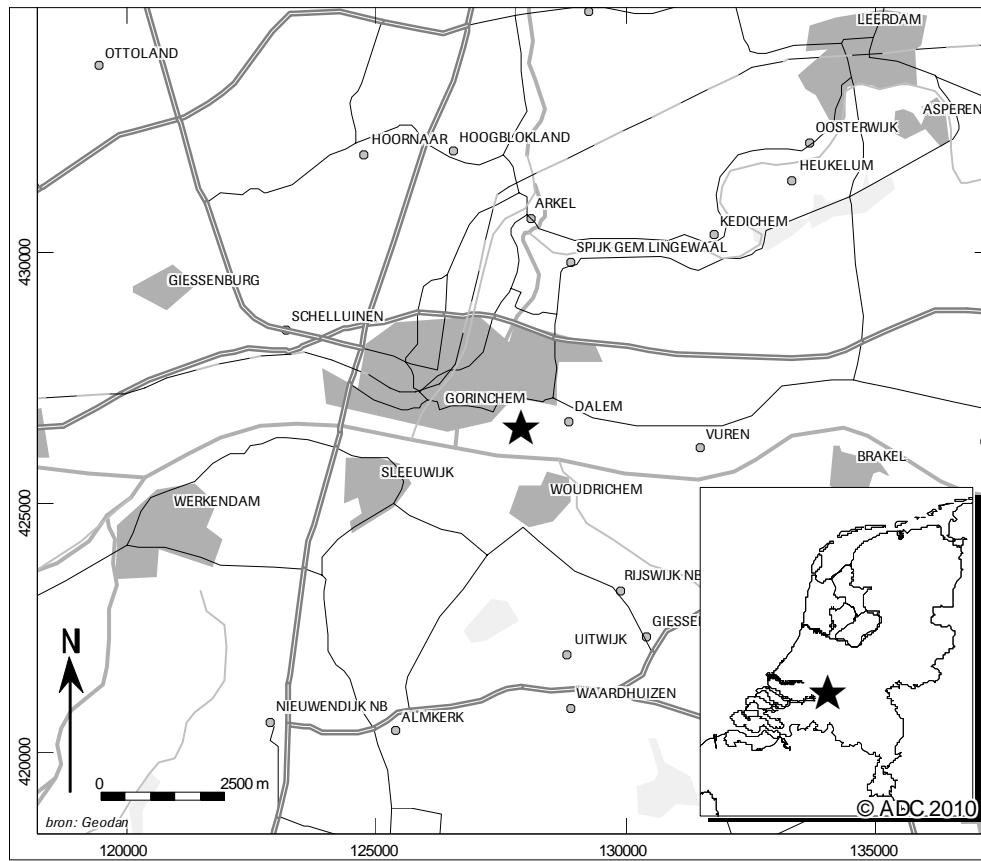 LEERDAM
OTTOLAND
ASPEREN
OOSTERWIJK
HOORNAAR
HOOGBLOKLAND
HEUKELUM
ARKEL
KEDICHEM
430000
SPIJK GEM LINGEWAAL
GIESSENBURG
SCHELLUINEN
GORINCHEM
DALEM
VUREN
BRAKEL
SLEEUWIJK
WOUDRICHEM
WERKENDAM
425000
RIJSWIJK NB
GIESSEN
N
UITWIJK
WAARDHUIZEN
NIEUWENDIJK NB
ALMKERK
420000
0 2500 m
© ADC 2010
bron: Geodan
120000 125000 130000 135000